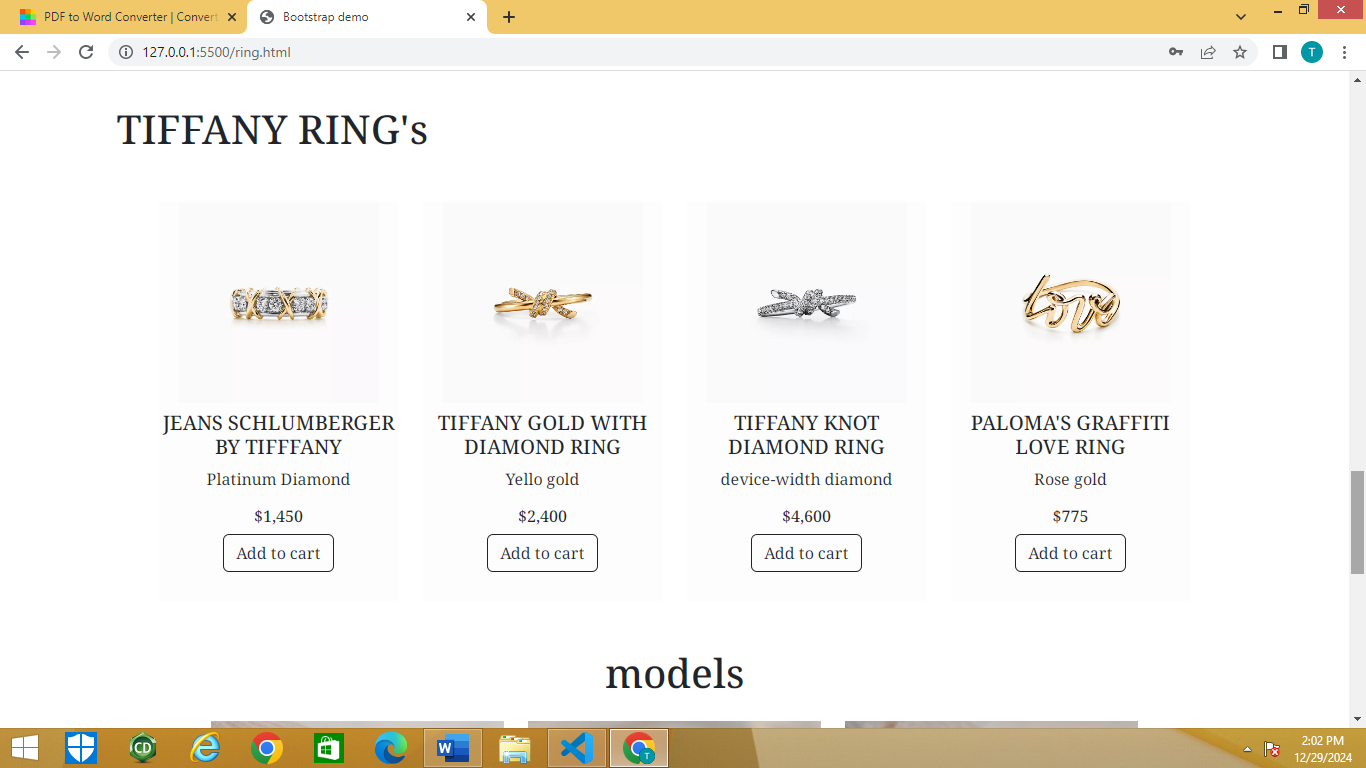 PDF to Word Converter | Convert
Bootstrap demo
127.0.0.1:5500/ring.html
T
TIFFANY RING's
JEANS SCHLUMBERGER
BY TIFFFANY
Platinum Diamond
$1,450
Add to cart
TIFFANY GOLD WITH
DIAMOND RING
Yello gold
$2,400
Add to cart
TIFFANY KNOT
DIAMOND RING
device-width diamond
$4,600
Add to cart
Love
PALOMA'S GRAFFITI
LOVE RING
Rose gold
$775
Add to cart
models
CD
W
T
2:02 PM
12/29/2024